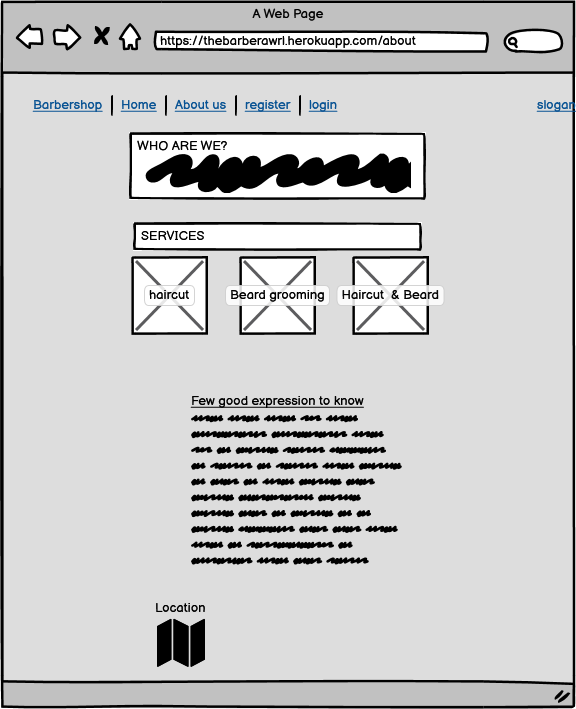 A Web Page
https://thebarberawrl.herokuapp.com/about
Barbershop Home About us register login slogan
WHO ARE WE?
SERVICES
haircut Beard grooming Haircut & Beard
Few good expression to know
Location